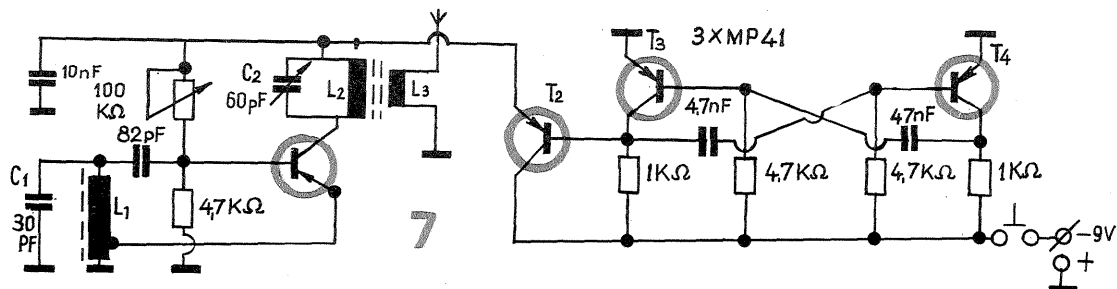 10nF
100
KΩ
82pF
C1
30
PF
L1
4,7KΩ
C2
60pF
L2
L3
7
T2
T3
3×MP41
T4
4,7nF
47nF
1KΩ
4,7KΩ
4,7KΩ
1KΩ
-9V
+